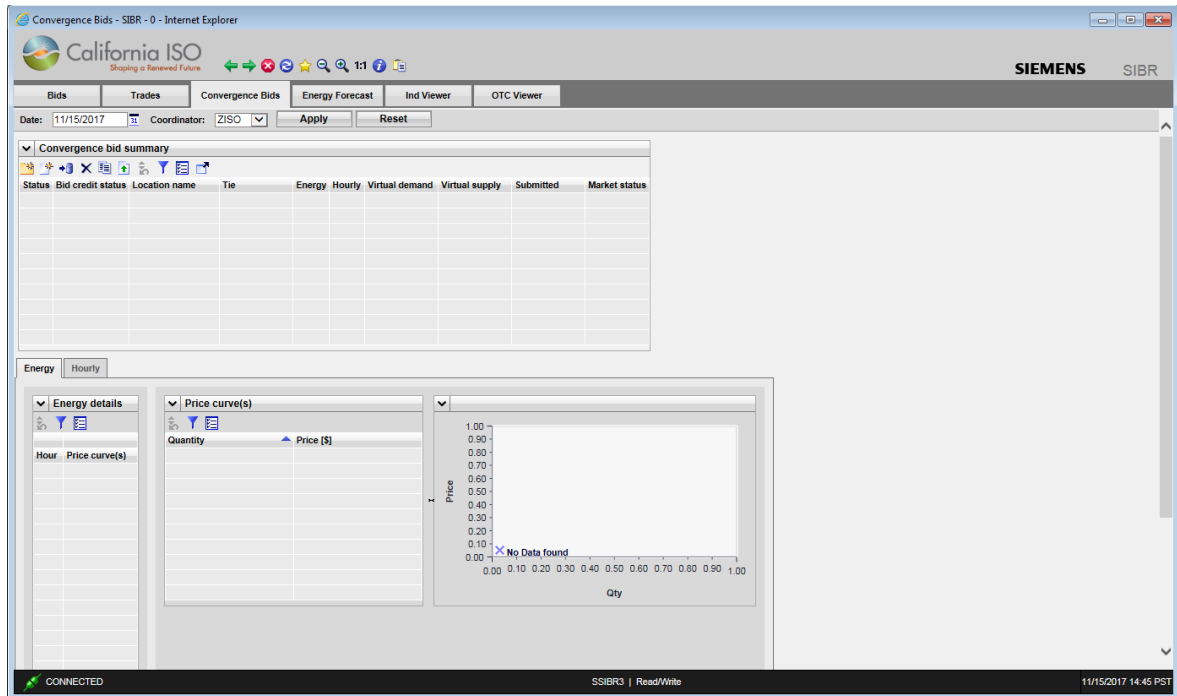 Convergence Bids - SIBR - 0 - Internet Explorer
California ISO
Shaping a Renewed Future
1:1
SIEMENS SIBR
Bids Trades Convergence Bids Energy Forecast Ind Viewer OTC Viewer
Date: 11/15/2017 31 Coordinator: ZISO Apply Reset
Convergence bid summary
Status Bid credit status Location name Tie Energy Hourly Virtual demand Virtual supply Submitted Market status
Energy Hourly
Energy details
Hour Price curve(s)
Price curve(s)
Quantity Price [$]
1.00
0.90
0.80
0.70
0.60
0.50
0.40
0.30
0.20
0.10
0.00
Price
No Data found
0.00 0.10 0.20 0.30 0.40 0.50 0.60 0.70 0.80 0.90 1.00
Qty
CONNECTED SSIBR3 | Read/Write 11/15/2017 14:45 PST